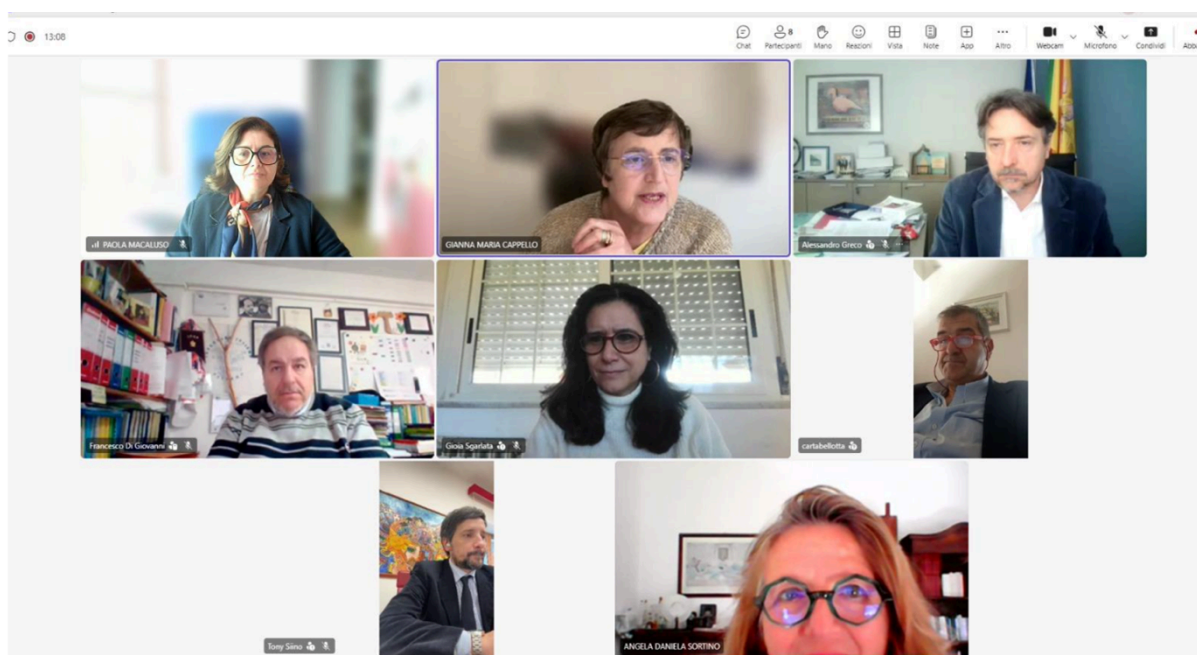 13:08
8
Chat
Partecipanti
Mano
Reazioni
Vista
Note
App
Altro
Webcam
Microfono
Condividi
PAOLA MACALUSO
GIANNA MARIA CAPPELLO
Alessandro Greco
Francesco Di Giovanni
Gioia Sgarlata
cartabellotta
Tony Siino
ANGELA DANIELA SORTINO